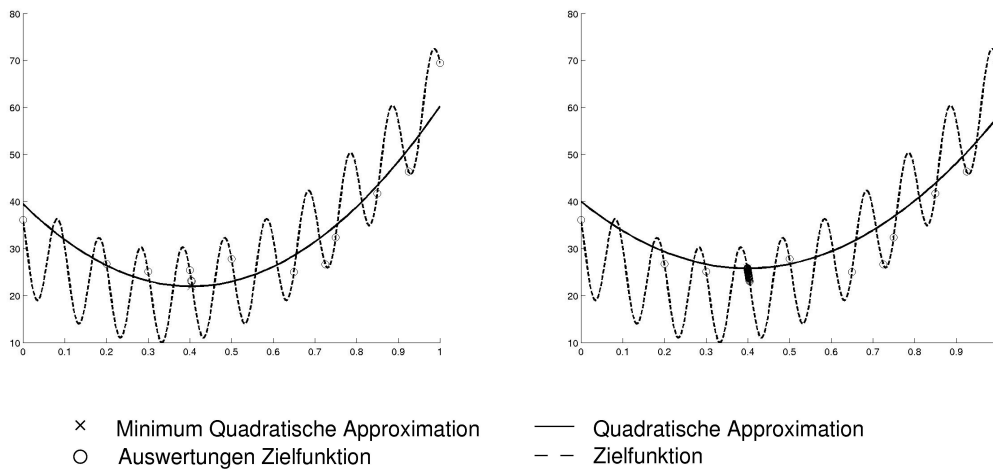 80
70
60
50
40
30
20
10
0 0.1 0.2 0.3 0.4 0.5 0.6 0.7 0.8 0.9 1
80
70
60
50
40
30
20
10
0 0.1 0.2 0.3 0.4 0.5 0.6 0.7 0.8 0.9
Minimum Quadratische Approximation
Auswertungen Zielfunktion
Quadratische Approximation
Zielfunktion